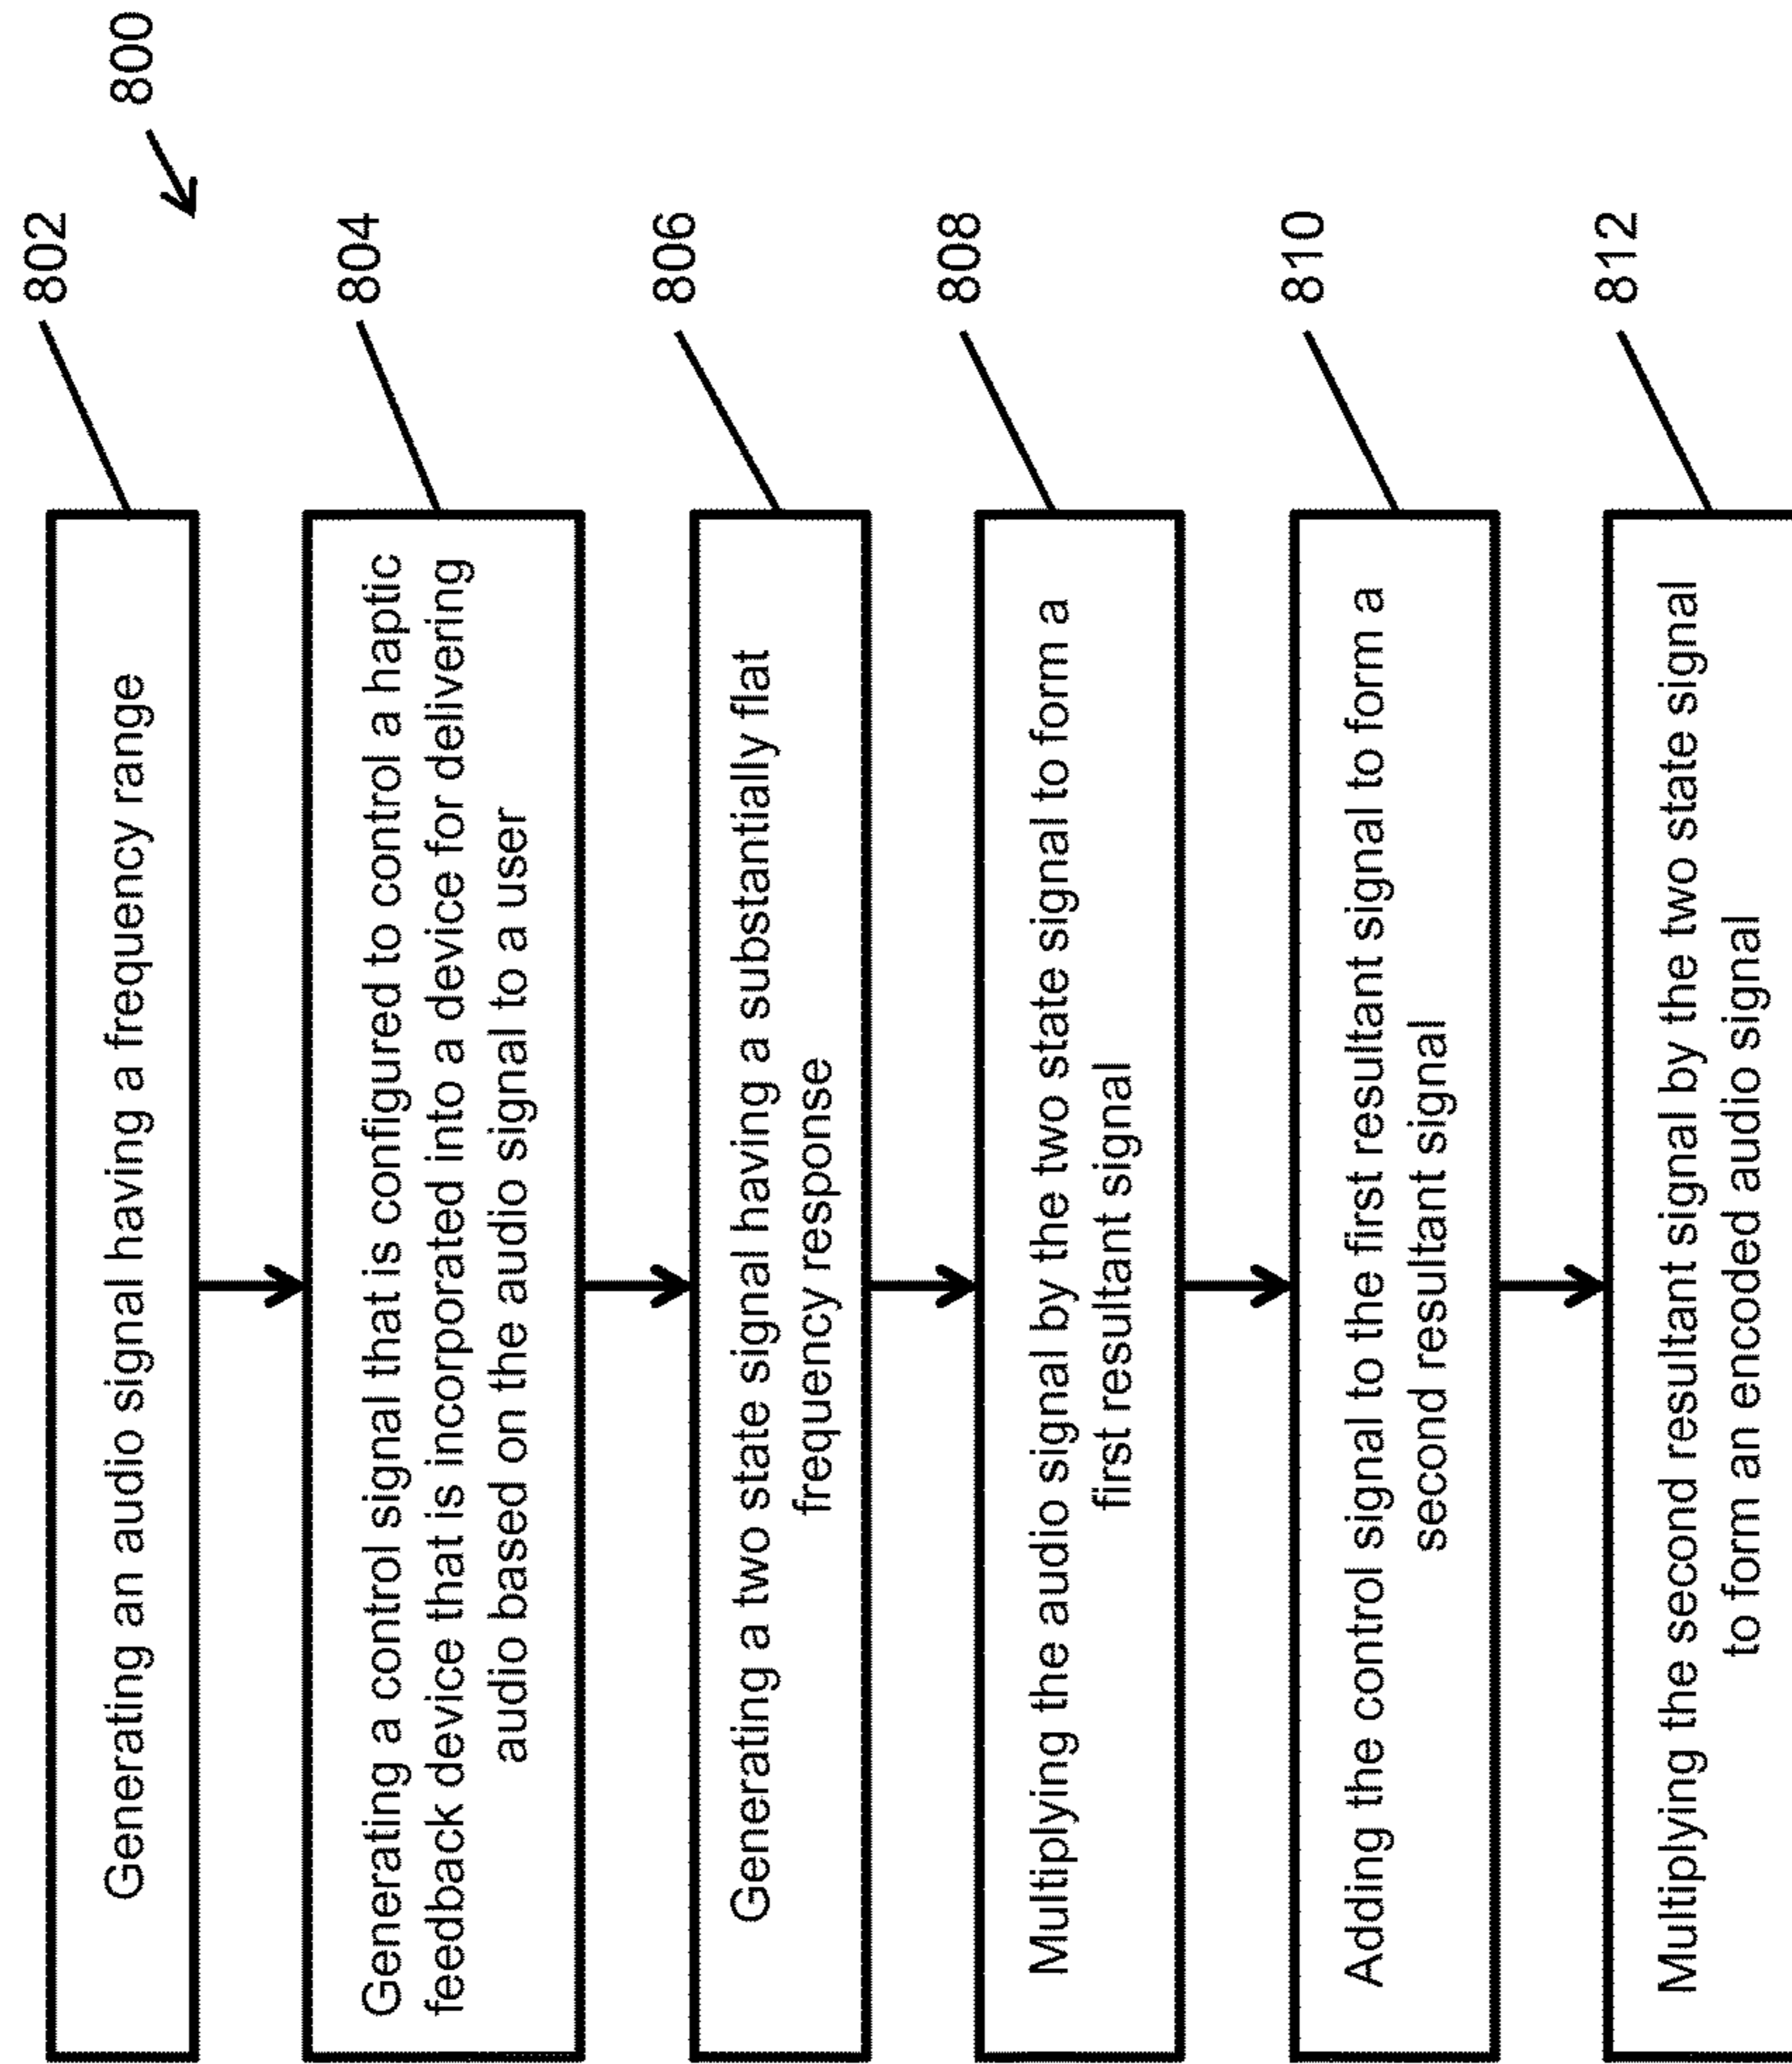 800
802
Generating an audio signal having a frequency range
804
Generating a control signal that is configured to control a haptic
feedback device that is incorporated into a device for delivering
audio based on the audio signal to a user
806
Generating a two state signal having a substantially flat
frequency response
808
Multiplying the audio signal by the two state signal to form a
first resultant signal
810
Adding the control signal to the first resultant signal to form a
second resultant signal
812
Multiplying the second resultant signal by the two state signal
to form an encoded audio signal